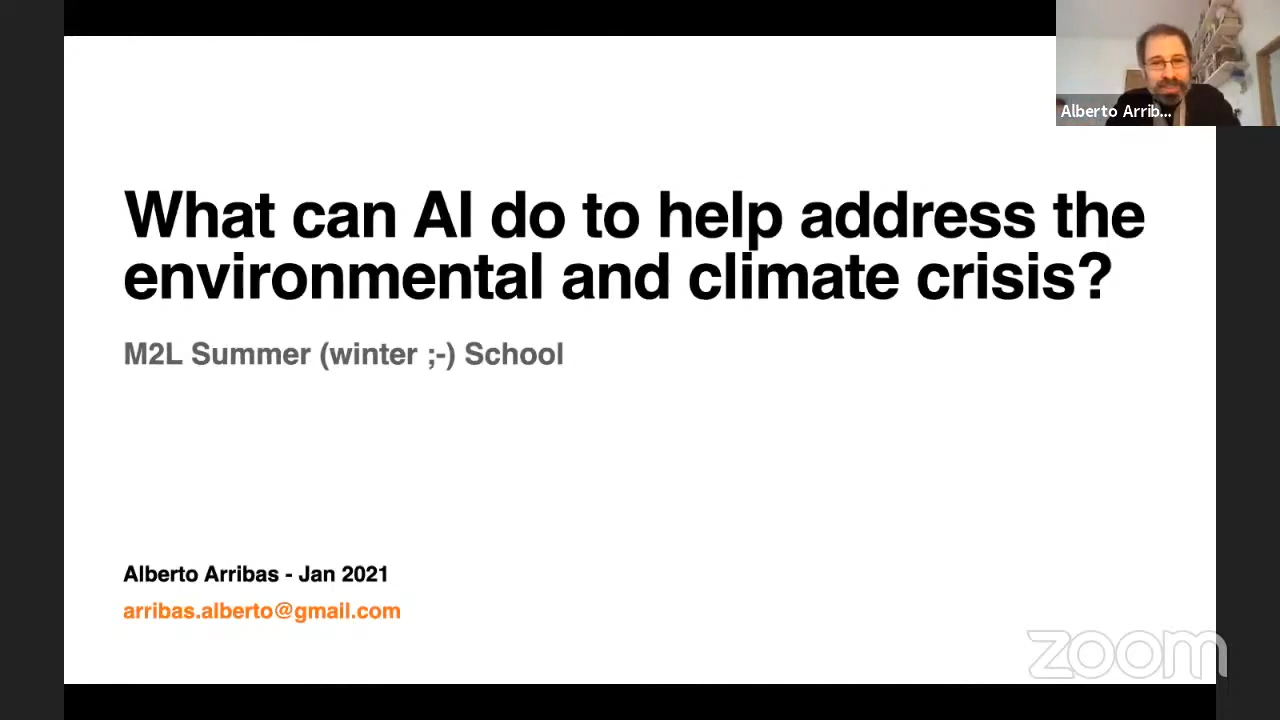 Alberto Arrib...
What can AI do to help address the
environmental and climate crisis?
M2L Summer (winter ;-) School
Alberto Arribas - Jan 2021
arribas.alberto@gmail.com
zoom